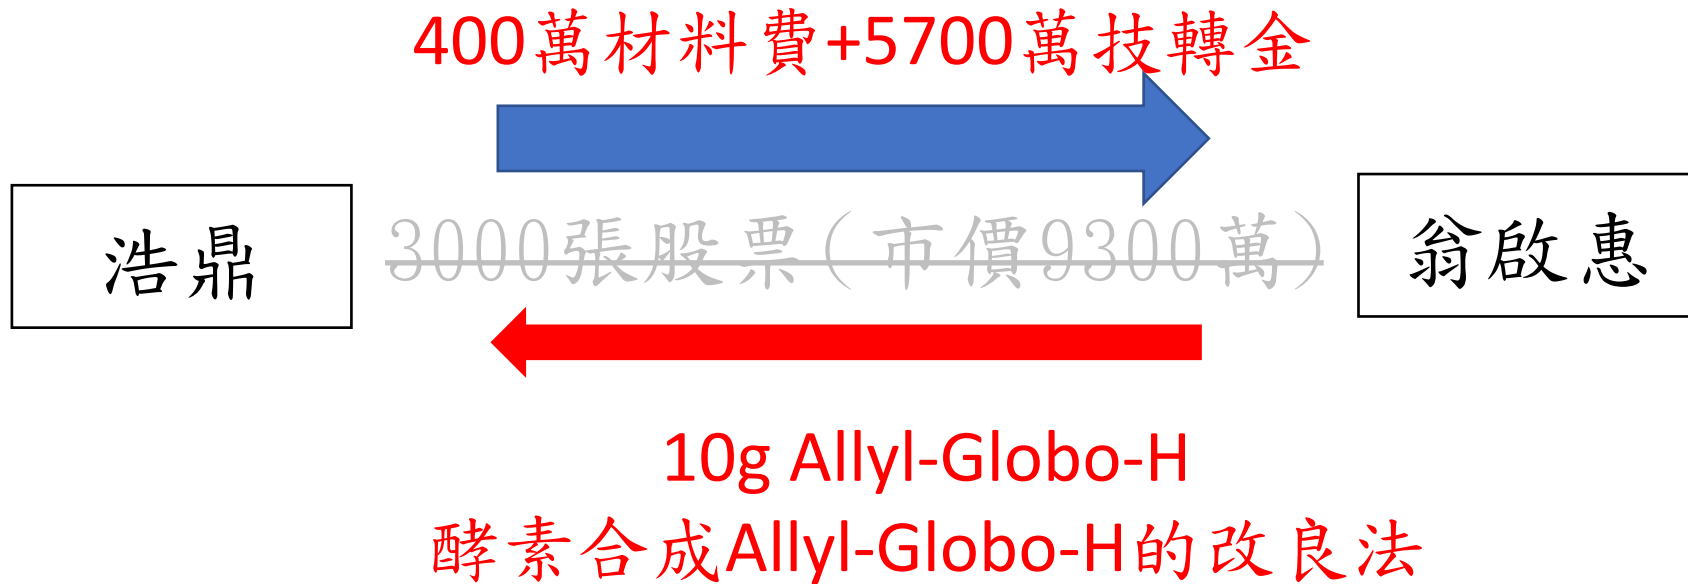 400萬材料費+5700萬技轉金
浩鼎
3000張股票(市價9300萬)
翁啟惠
10g Allyl-Globo-H
酵素合成Allyl-Globo-H的改良法